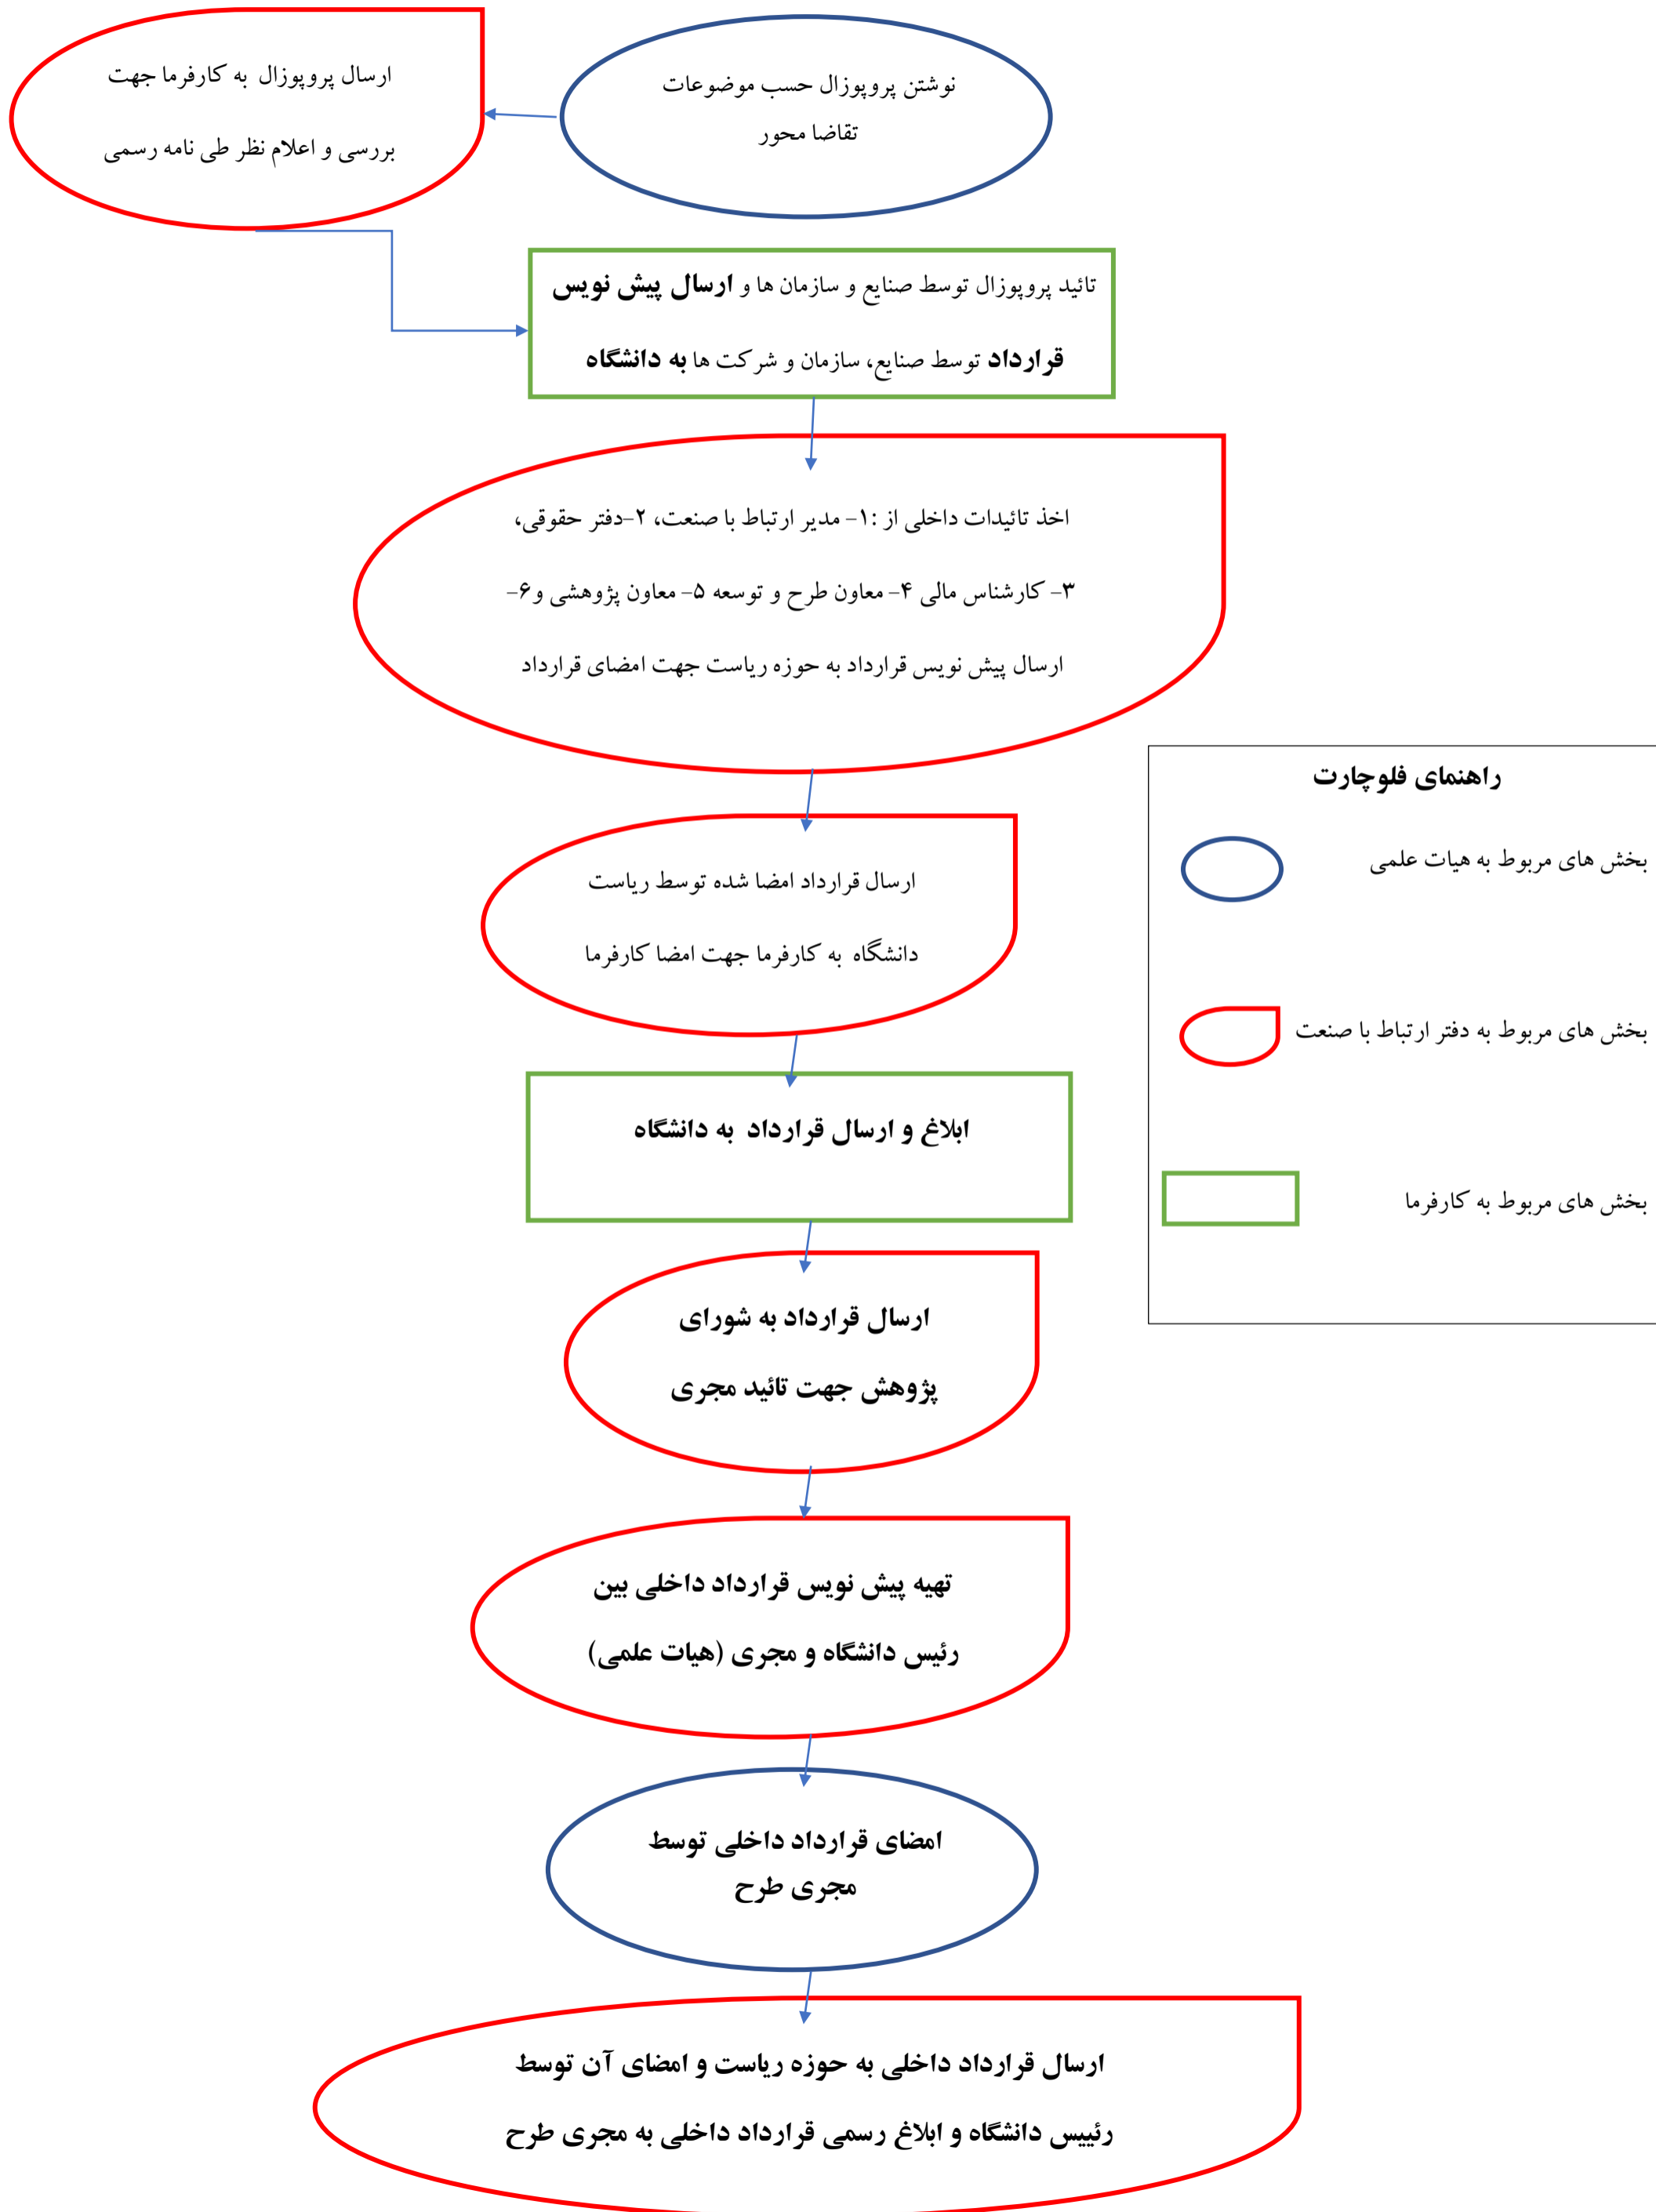 نوشتن پروپوزال حسب موضوعات
تقاضا محور
ارسال پروپوزال به کارفرما جهت
بررسی و اعلام نظر طی نامه رسمی
تائید پروپوزال توسط صنایع و سازمان ها و ارسال پیش نویس
قرارداد توسط صنایع، سازمان و شرکت ها به دانشگاه
اخذ تائیدات داخلی از :۱- مدیر ارتباط با صنعت، ۲-دفتر حقوقی،
۳- کارشناس مالی ۴- معاون طرح و توسعه ۵- معاون پژوهشی و۶-
ارسال پیش نویس قرارداد به حوزه ریاست جهت امضای قرارداد
ارسال قرارداد امضا شده توسط ریاست
دانشگاه به کارفرما جهت امضا کارفرما
ابلاغ و ارسال قرارداد به دانشگاه
ارسال قرارداد به شورای
پژوهش جهت تائید مجری
تهیه پیش نویس قرارداد داخلی بین
رئیس دانشگاه و مجری (هیات علمی)
امضای قرارداد داخلی توسط
مجری طرح
ارسال قرارداد داخلی به حوزه ریاست و امضای آن توسط
رئییس دانشگاه و ابلاغ رسمی قرارداد داخلی به مجری طرح
راهنمای فلوچارت
بخش های مربوط به هیات علمی
بخش های مربوط به دفتر ارتباط با صنعت
بخش های مربوط به کارفرما